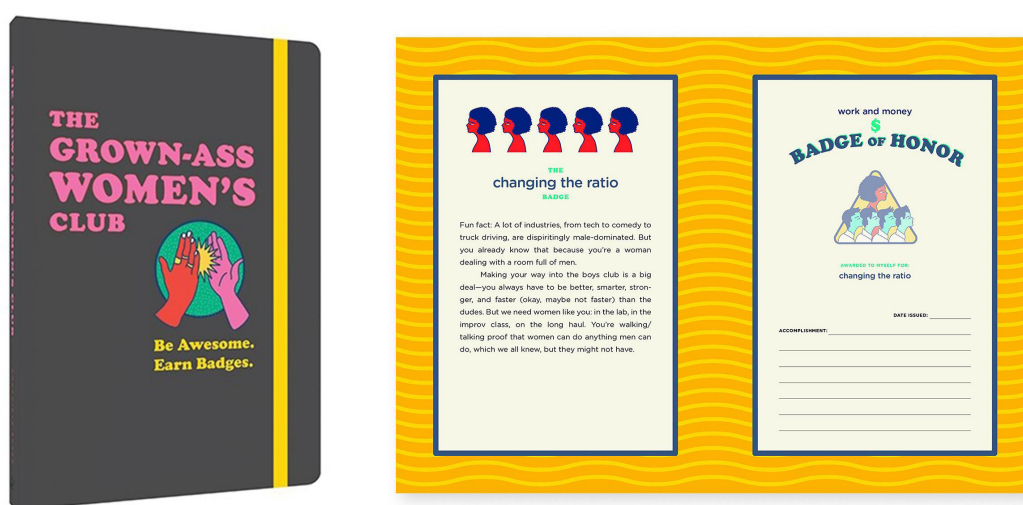 THE
GROWN-ASS
WOMEN'S
CLUB
Be Awesome.
Earn Badges.
THE
changing the ratio
BADGE
Fun fact: A lot of industries, from tech to comedy to
truck driving, are dispiritingly male-dominated. But
you already know that because you're a woman
dealing with a room full of men.
Making your way into the boys club is a big
deal—you always have to be better, smarter, stron-
ger, and faster (okay, maybe not faster) than the
dudes. But we need women like you: in the lab, in the
improv class, on the long haul. You're walking/
talking proof that women can do anything men can
do, which we all knew, but they might not have.
work and money
$
BADGE OF HONOR
AWARDED TO MYSELF FOR
changing the ratio
DATE ISSUED:
ACCOMPLISHMENT: